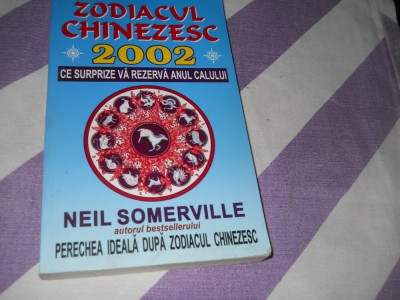 ZODIACUL
CHINEZESC
2002
CE SURPRIZE VĂ REZERVĂ ANUL CALULUI
NEIL SOMERVILLE
autorul bestsellerului
PERECHEA IDEALĂ DUPĂ ZODIACUL CHINEZESC